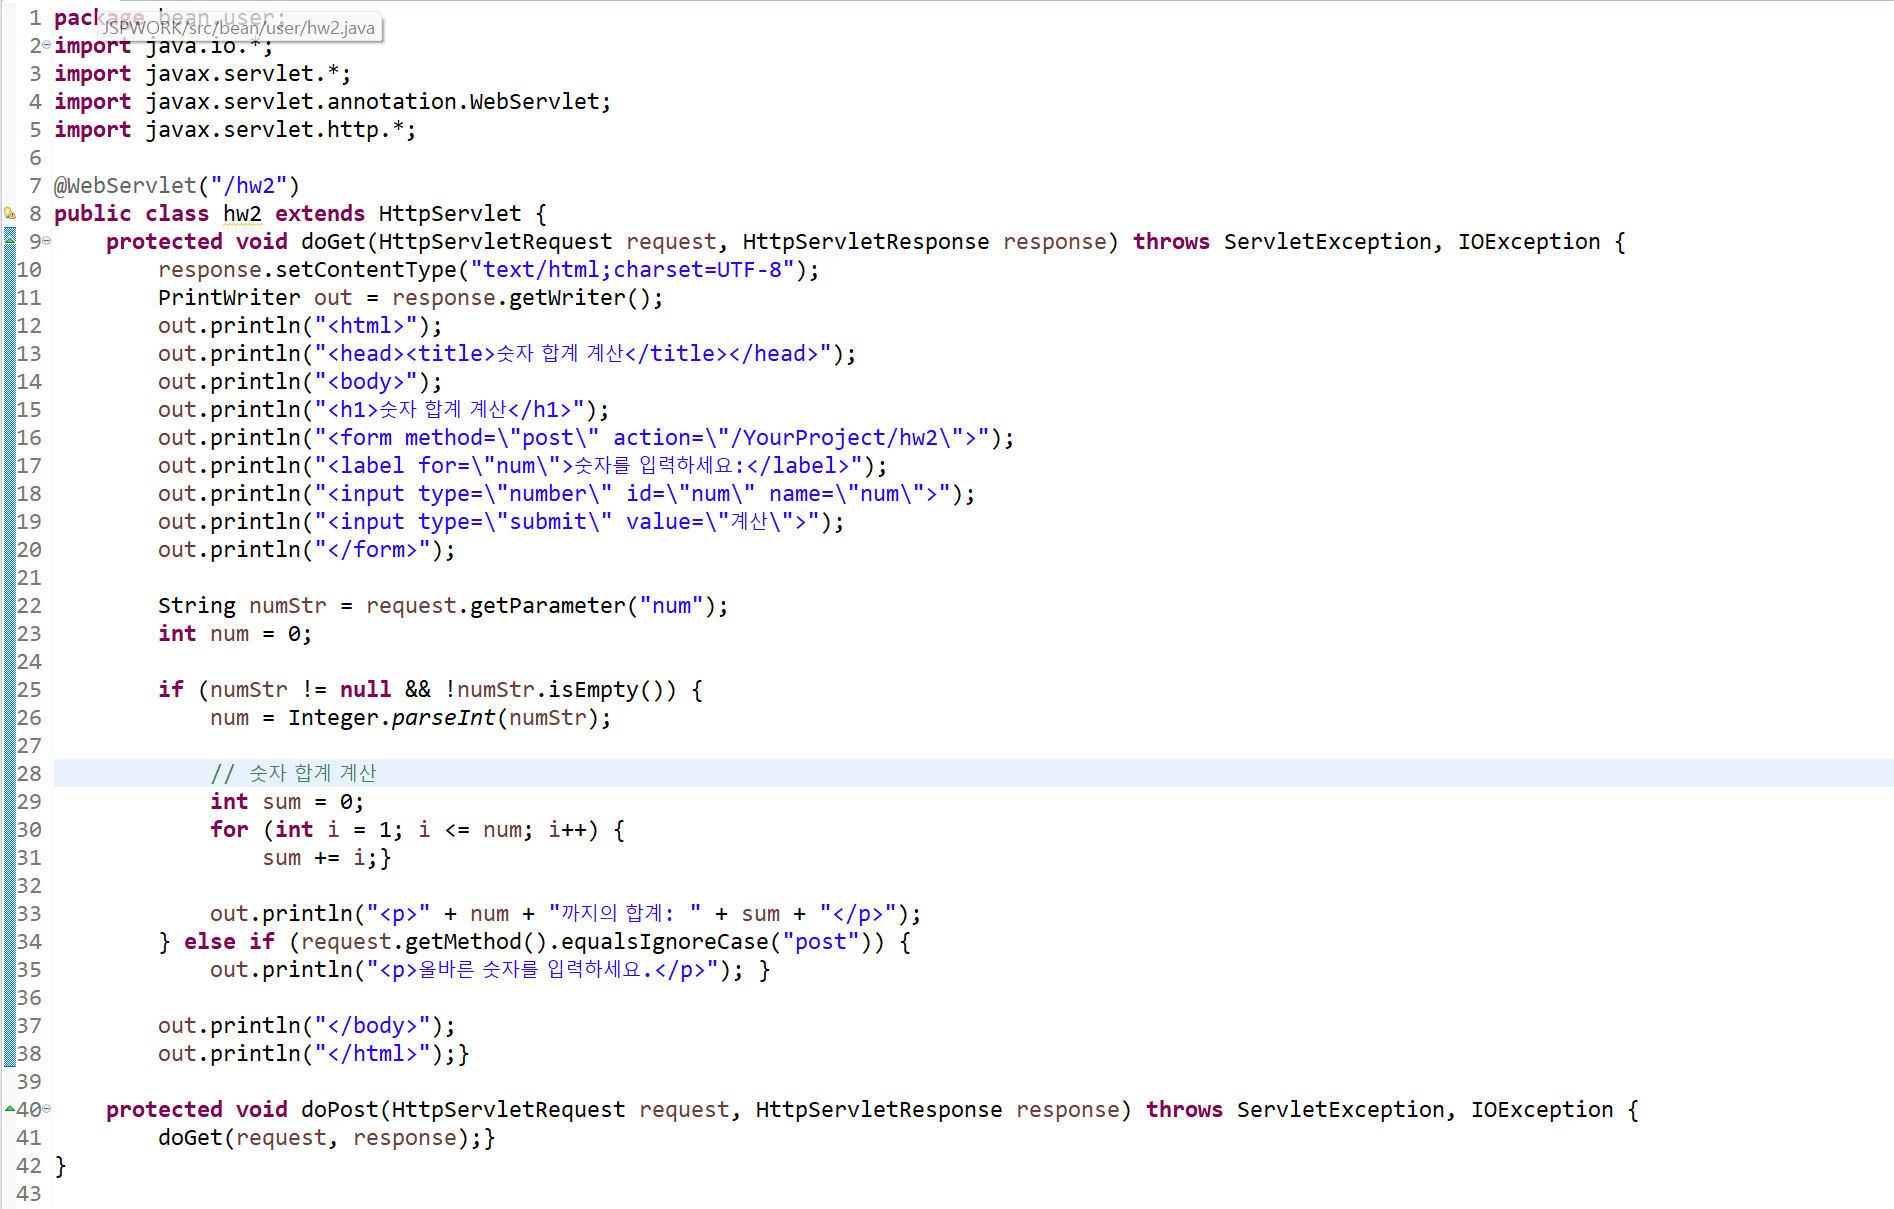 1 package bean.user;
JSPWORK/src/bean/user/hw2.java
2 import java.io.*;
3 import javax.servlet.*;
4 import javax.servlet.annotation.WebServlet;
5 import javax.servlet.http.*;
6
7 @WebServlet("/hw2")
8 public class hw2 extends HttpServlet {
9     protected void doGet(HttpServletRequest request, HttpServletResponse response) throws ServletException, IOException {
10         response.setContentType("text/html;charset=UTF-8");
11         PrintWriter out = response.getWriter();
12         out.println("<html>");
13         out.println("<head><title>숫자 합계 계산</title></head>");
14         out.println("<body>");
15         out.println("<h1>숫자 합계 계산</h1>");
16         out.println("<form method=\"post\" action=\"/YourProject/hw2\">");
17         out.println("<label for=\"num\">숫자를 입력하세요:</label>");
18         out.println("<input type=\"number\" id=\"num\" name=\"num\">");
19         out.println("<input type=\"submit\" value=\"계산\">");
20         out.println("</form>");
21
22         String numStr = request.getParameter("num");
23         int num = 0;
24
25         if (numStr != null && !numStr.isEmpty()) {
26             num = Integer.parseInt(numStr);
27
28             // 숫자 합계 계산
29             int sum = 0;
30             for (int i = 1; i <= num; i++) {
31                 sum += i;}
32
33             out.println("<p>" + num + "까지의 합계: " + sum + "</p>");
34         } else if (request.getMethod().equalsIgnoreCase("post")) {
35             out.println("<p>올바른 숫자를 입력하세요.</p>"); }
36
37         out.println("</body>");
38         out.println("</html>");}
39
40     protected void doPost(HttpServletRequest request, HttpServletResponse response) throws ServletException, IOException {
41         doGet(request, response);}
42 }
43